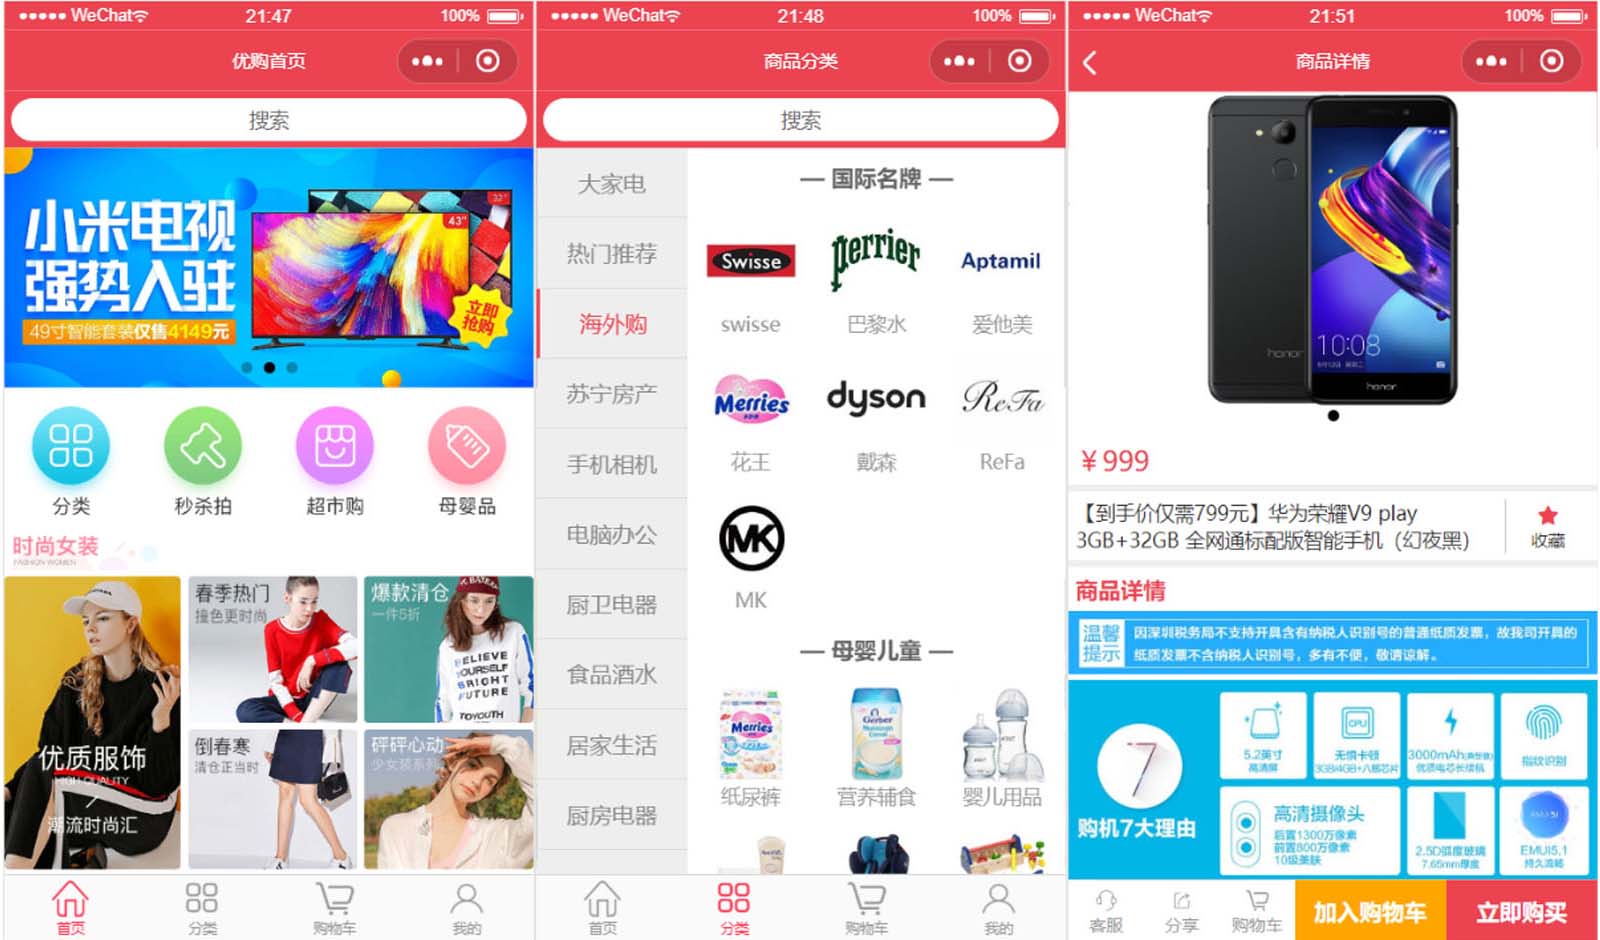 WeChat
21:47
100%
优购首页
搜索
小米电视
强势入驻
49寸智能套装仅售4149元
32"
43"
立即
抢购
分类
秒杀拍
超市购
母婴品
时尚女装
FASHION WOMEN
优质服饰
HIGH QUALITY
潮流时尚汇
春季热门
撞色更时尚
爆款清仓
一件5折
BELIEVE
YOURSELF
BRIGHT
FUTURE
TOYOUTH
倒春寒
清仓正当时
砰砰心动
少女装系列
首页
分类
购物车
我的
WeChat
21:48
100%
商品分类
搜索
大家电
热门推荐
海外购
苏宁房产
手机相机
电脑办公
厨卫电器
食品酒水
居家生活
厨房电器
— 国际名牌 —
Swisse
perrier
Aptamil
swisse
巴黎水
爱他美
Merries
dyson
ReFa
花王
戴森
ReFa
MK
MK
— 母婴儿童 —
Merries
Gerber
纸尿裤
营养辅食
婴儿用品
首页
分类
购物车
我的
WeChat
21:51
100%
商品详情
honor
10:08
honor
¥ 999
【到手价仅需799元】华为荣耀V9 play
3GB+32GB 全网通标配版智能手机（幻夜黑）
收藏
商品详情
温馨
提示
因深圳税务局不支持开具含有纳税人识别号的普通纸质发票，故我司开具的
纸质发票不含纳税人识别号，多有不便，敬请谅解。
7
购机7大理由
5.2英寸
高清屏
CPU
无惧卡顿
3GB/4GB+八核芯片
3000mAh(典型值)
优质电芯长续航
指纹识别
高清摄像头
后置1300万像素
前置800万像素
10级美肤
2.5D弧度玻璃
7.65mm厚度
EMUI 5.1
EMUI5.1
持久流畅
客服
分享
购物车
加入购物车
立即购买